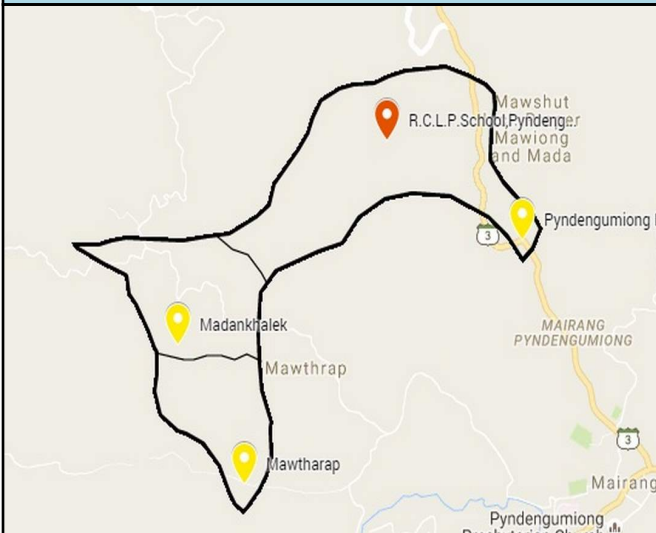 Mawshut
Mawiong
and Mada
R.C.L.P.School,Pyndeng...
Pyndengumiong
3
Madankhalek
MAIRANG
PYNDENGUMIONG
Mawthrap
3
Mawtharap
Mairang
Pyndengumiong